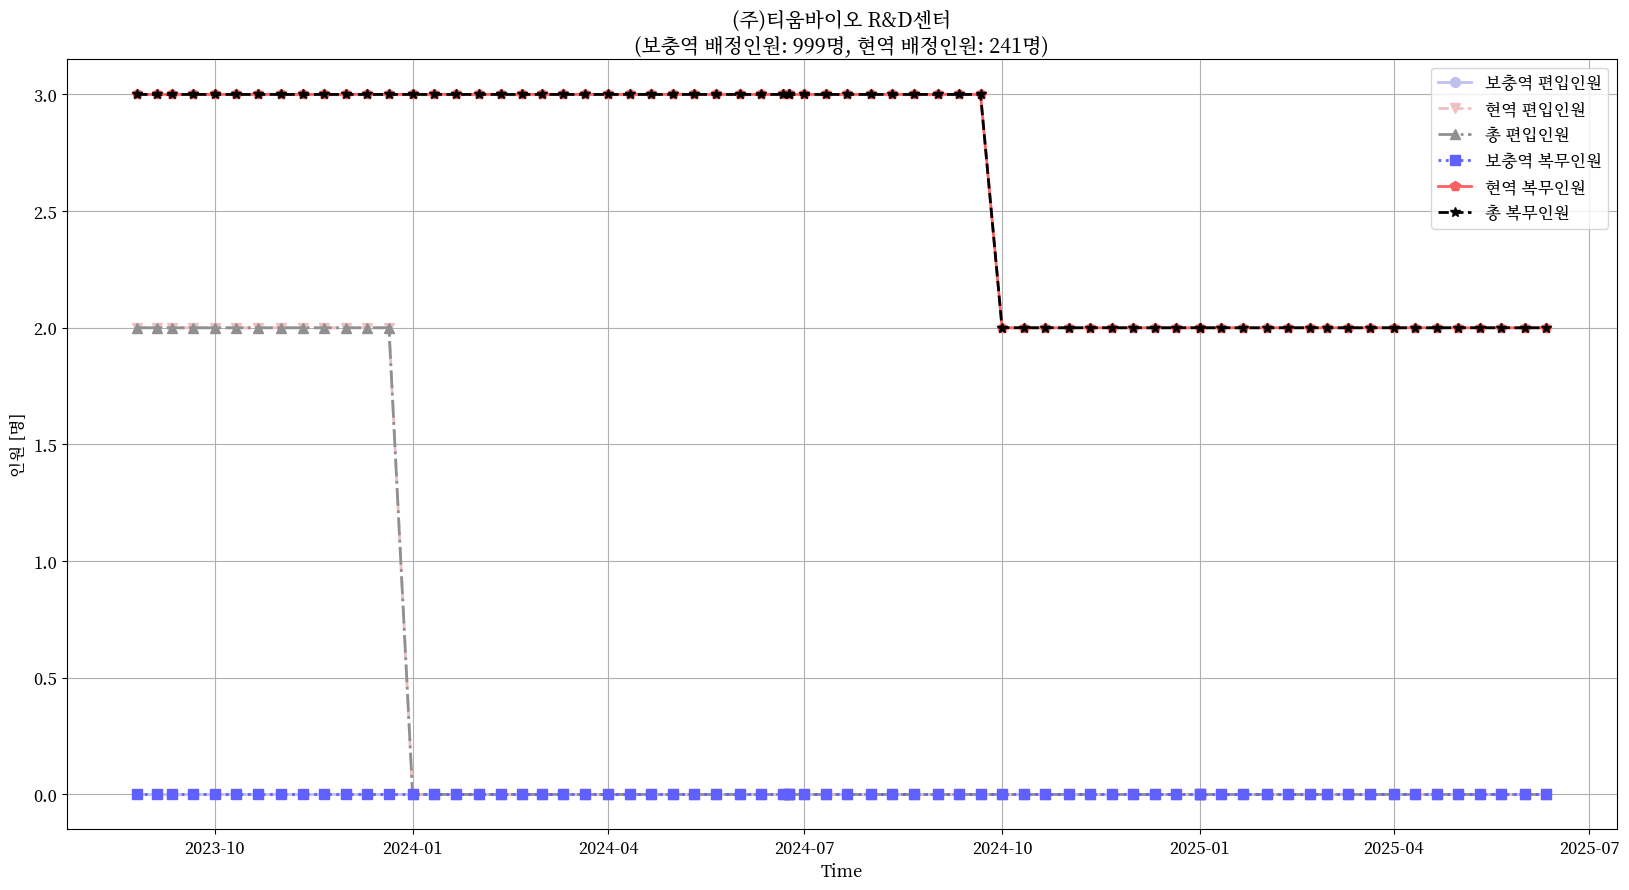 (주)티움바이오 R&D센터
(보충역 배정인원: 999명, 현역 배정인원: 241명)
보충역 편입인원
현역 편입인원
총 편입인원
보충역 복무인원
현역 복무인원
총 복무인원
인원 [명]
3.0
2.5
2.0
1.5
1.0
0.5
0.0
2023-10
2024-01
2024-04
2024-07
2024-10
2025-01
2025-04
2025-07
Time